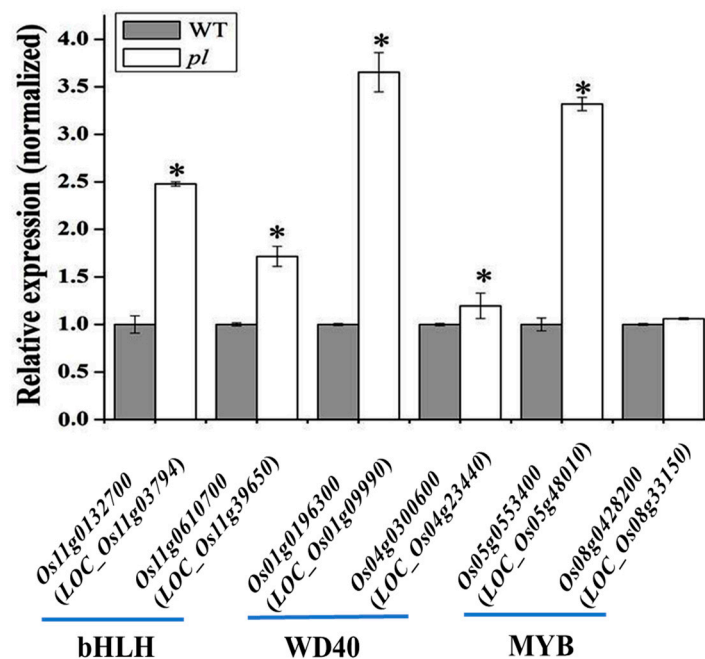 WT
pl
Relative expression (normalized)
4.0
3.5
3.0
2.5
2.0
1.5
1.0
0.5
0.0
*
*
*
*
*
Os11g0132700
(LOC_Os11g03794)
Os11g0610700
(LOC_Os11g39650)
Os01g0196300
(LOC_Os01g09990)
Os04g0300600
(LOC_Os04g23440)
Os05g0553400
(LOC_Os05g48010)
Os08g0428200
(LOC_Os08g33150)
bHLH
WD40
MYB